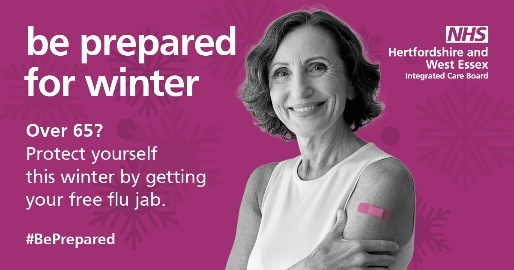 be prepared
for winter
NHS
Hertfordshire and
West Essex
Integrated Care Board
Over 65?
Protect yourself
this winter by getting
your free flu jab.
#BePrepared